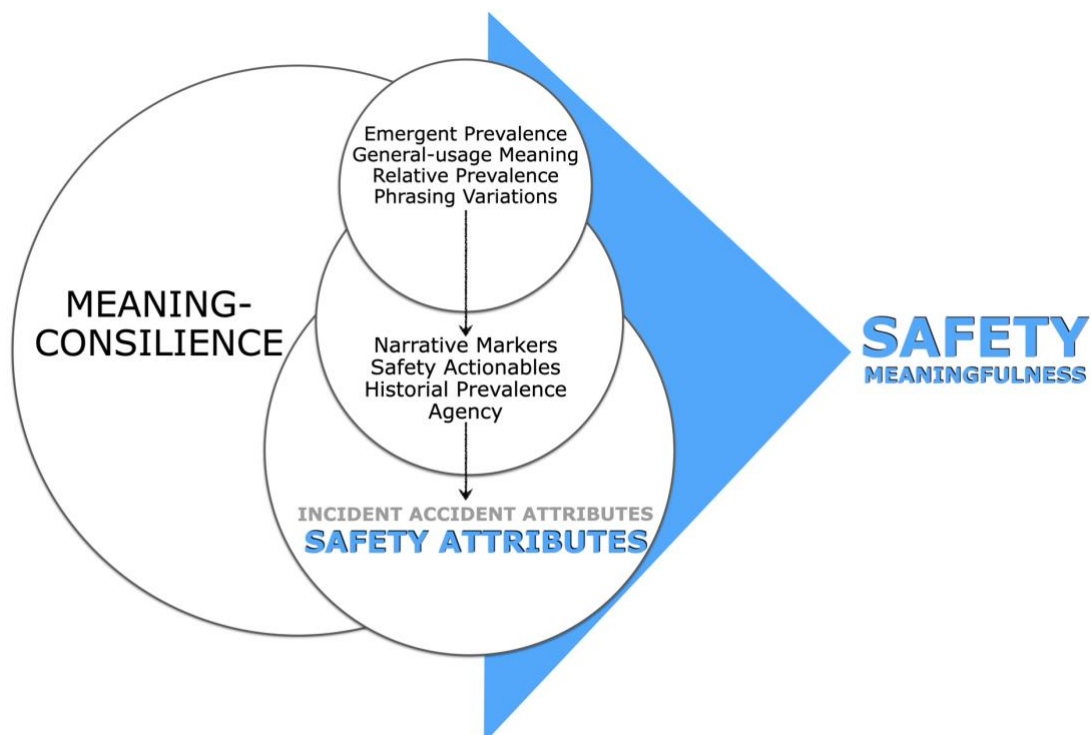 Emergent Prevalence
General-usage Meaning
Relative Prevalence
Phrasing Variations
MEANING-
CONSILIENCE
Narrative Markers
Safety Actionables
Historial Prevalence
Agency
INCIDENT ACCIDENT ATTRIBUTES
SAFETY ATTRIBUTES
SAFETY
MEANINGFULNESS